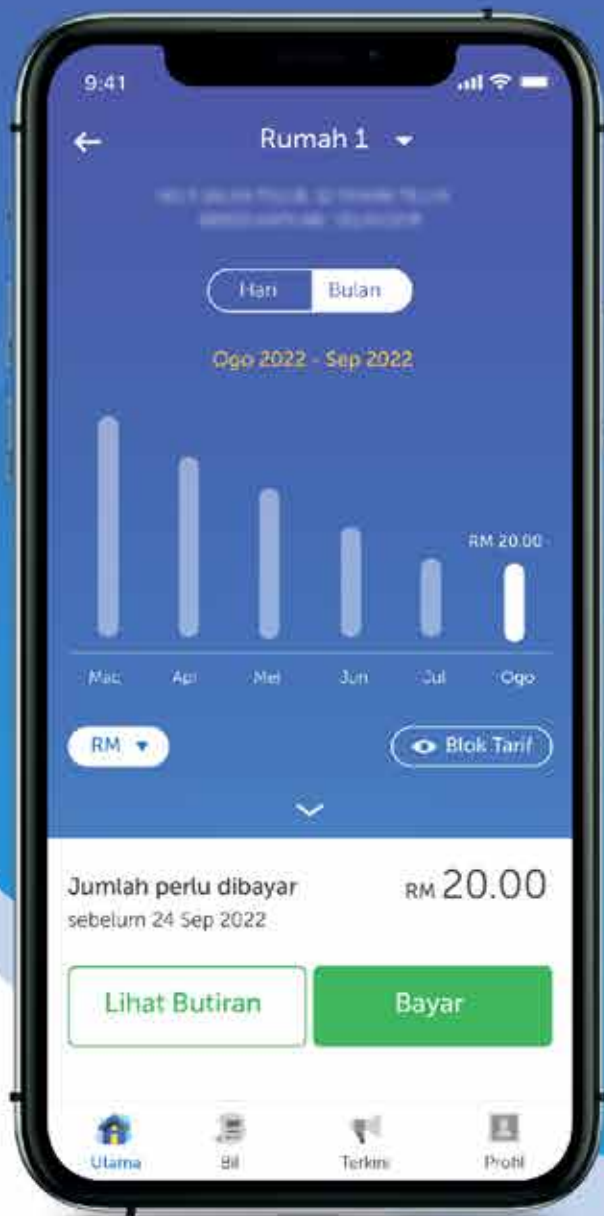 9:41
Rumah 1
Hari Bulan
Ogo 2022 - Sep 2022
RM 20.00
Mac Apr Mei Jun Jul Ogo
RM
Blok Tarif
Jumlah perlu dibayar
RM 20.00
sebelum 24 Sep 2022
Lihat Butiran
Bayar
Utama Bil Terkini Profil